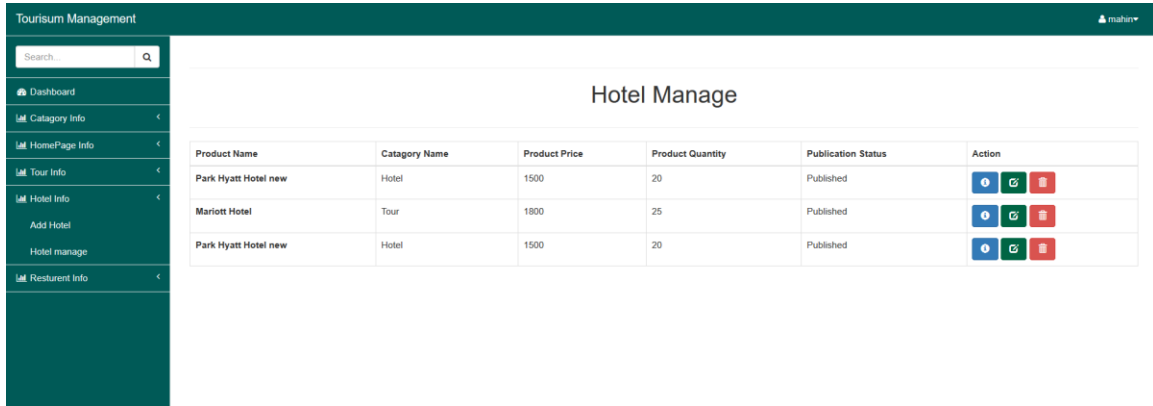 Tourisum Management
mahin
Search...
Dashboard
Catagory Info
HomePage Info
Tour Info
Hotel Info
Add Hotel
Hotel manage
Resturent Info
Hotel Manage
Product Name Catagory Name Product Price Product Quantity Publication Status Action
Park Hyatt Hotel new Hotel 1500 20 Published
Mariott Hotel Tour 1800 25 Published
Park Hyatt Hotel new Hotel 1500 20 Published